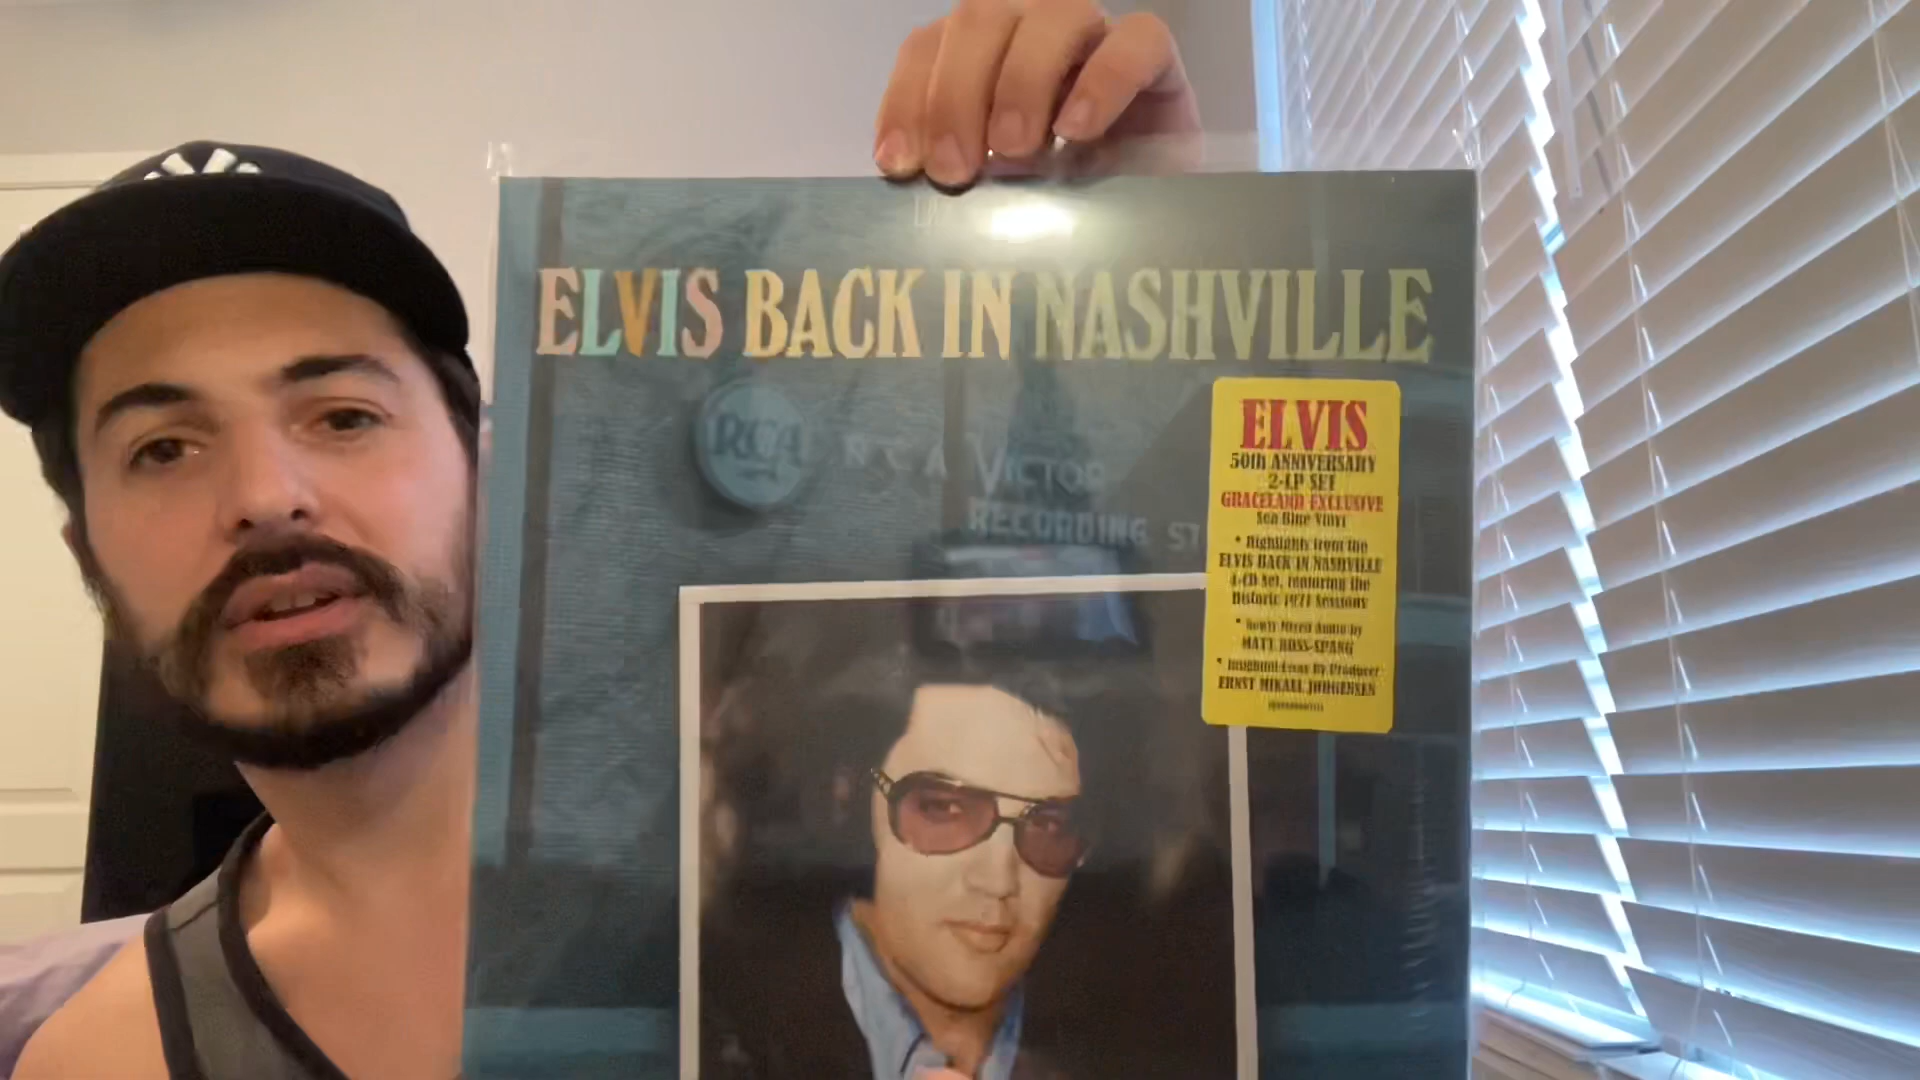 ELVIS BACK IN NASHVILLE
RCA
RCA VICTOR
RECORDING ST
ELVIS
50th ANNIVERSARY
2-LP SET
GRACELAND EXCLUSIVE
Sea Blue Vinyl
• Highlights from the
ELVIS BACK IN NASHVILLE
4-CD Set, featuring the
Historic 1971 Sessions
• Newly Mixed Audio by
MATT ROSS-SPANG
• Insightful Essay By Producer
ERNST MIKAEL JORGENSEN